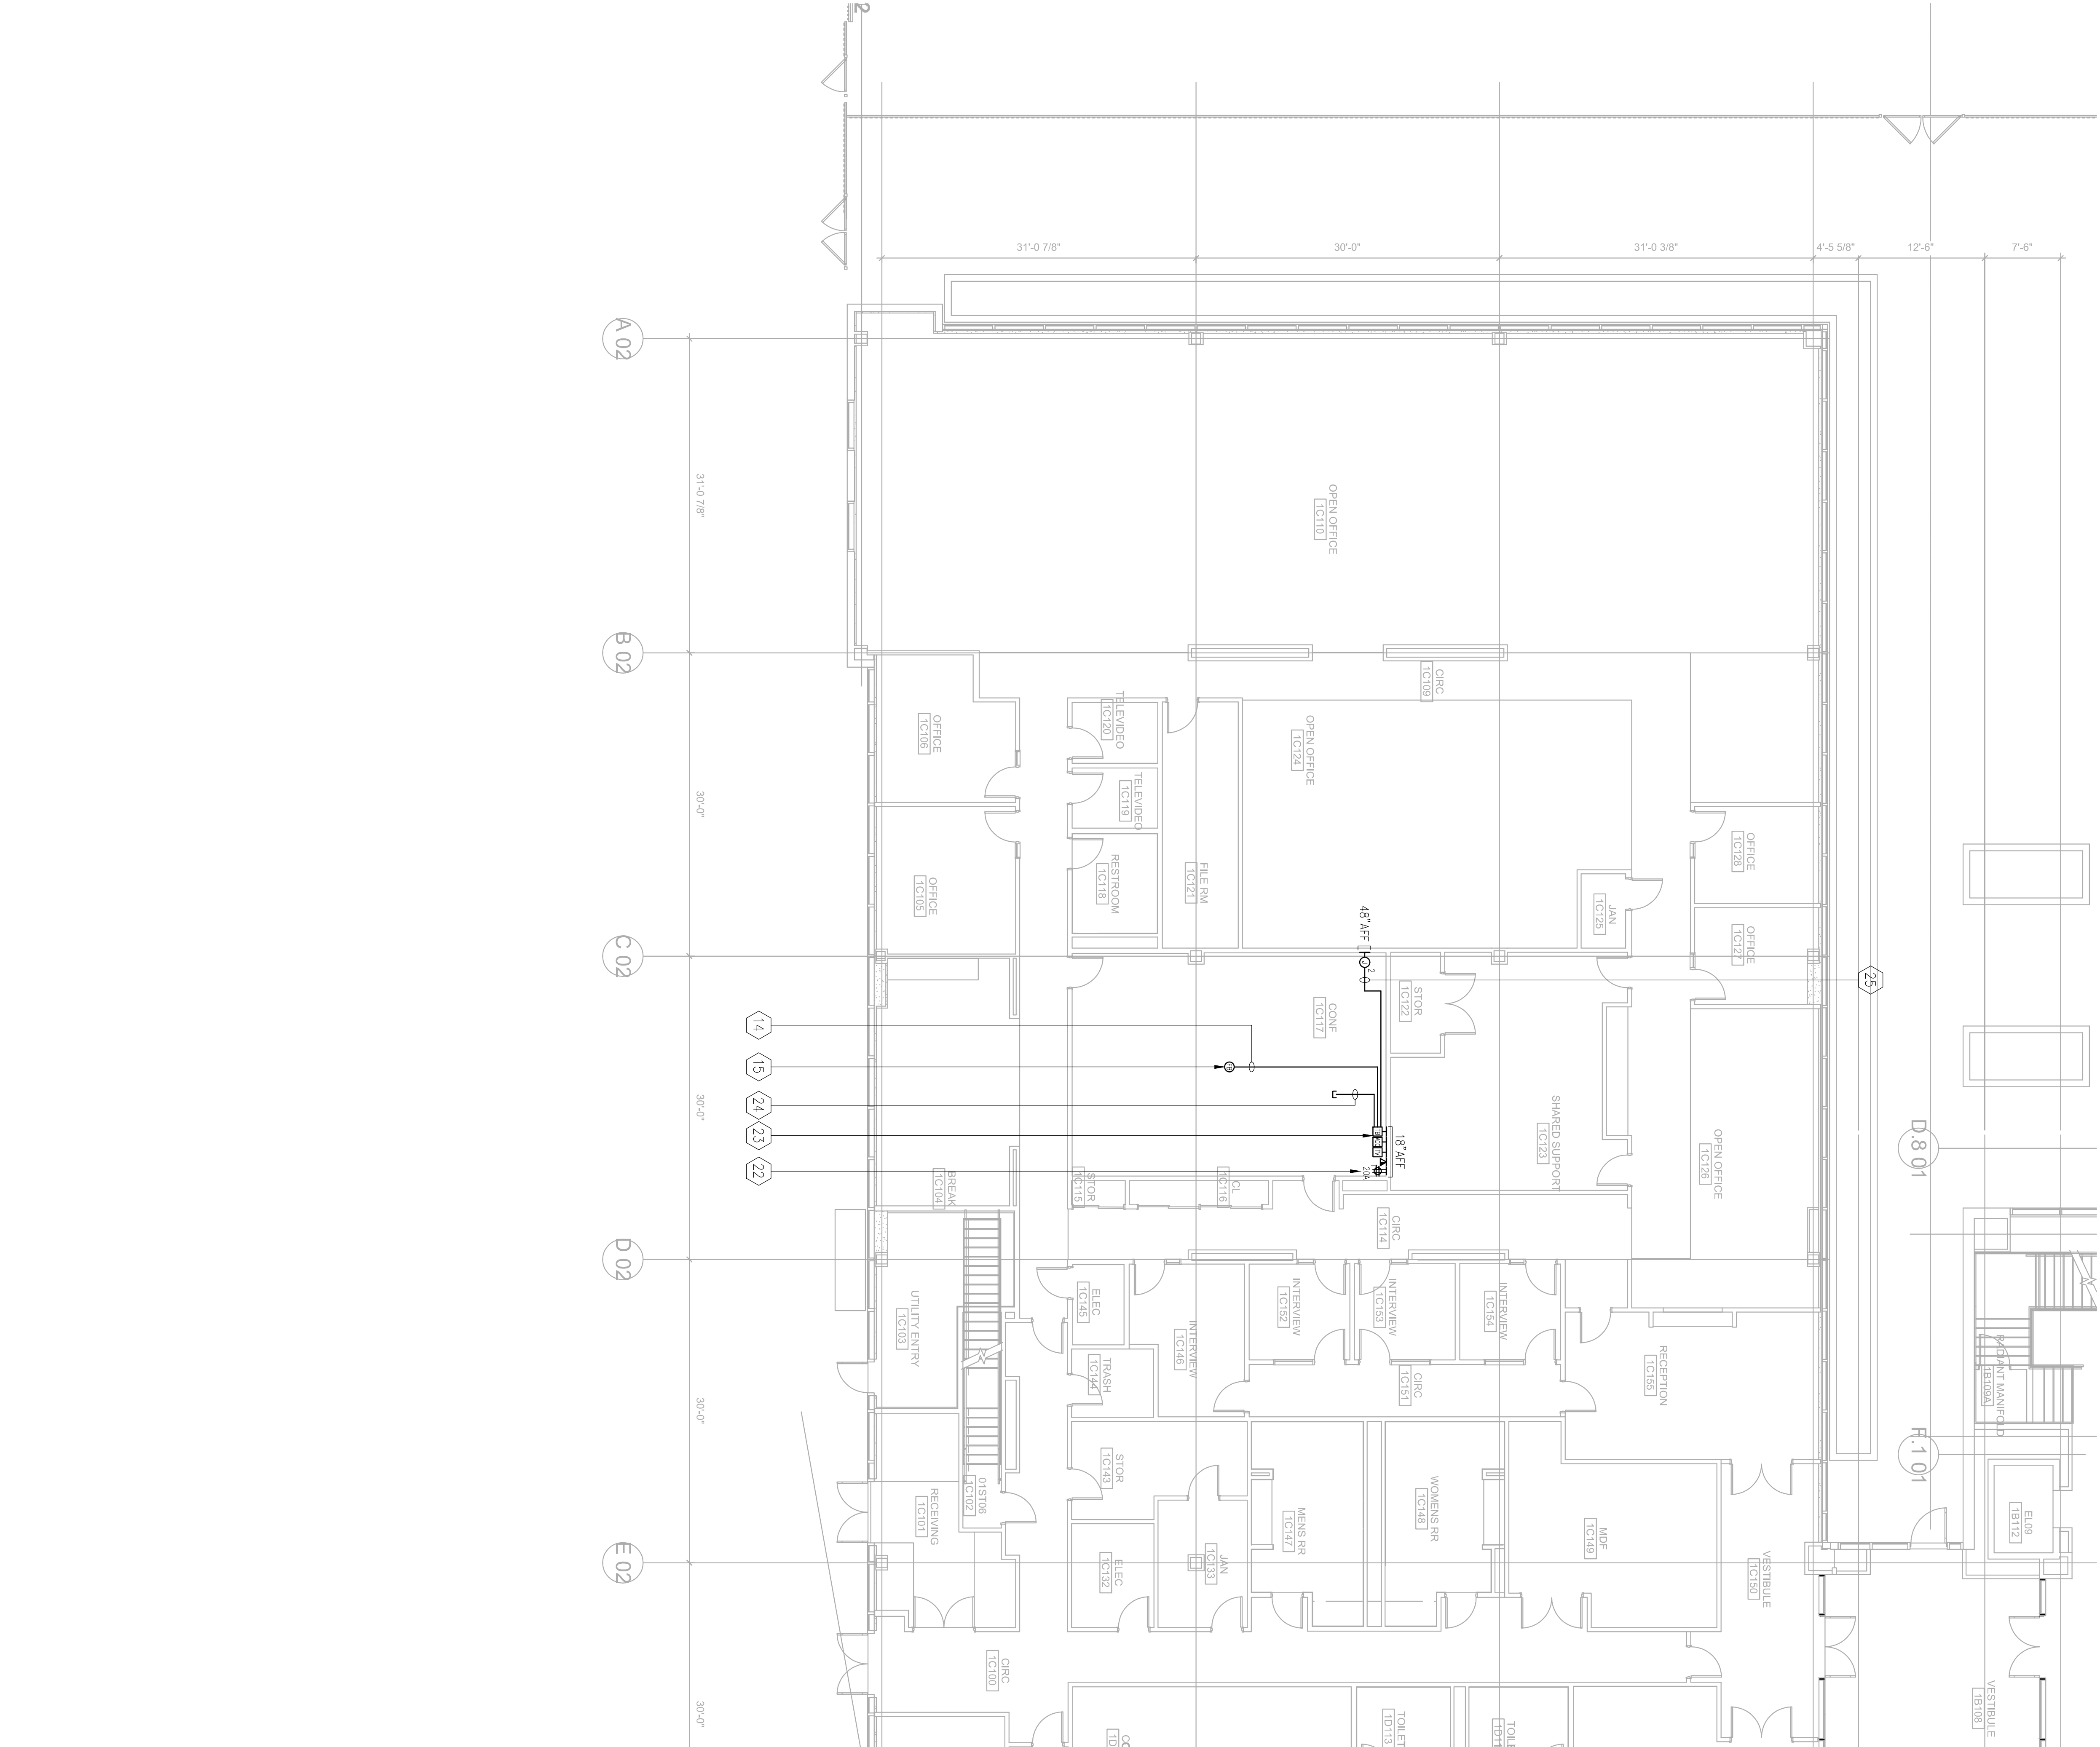 2
31'-0 7/8"
30'-0"
31'-0 3/8"
4'-5 5/8"
12'-6"
7'-6"
A 02
B 02
C 02
D 02
E 02
31'-0 7/8"
30'-0"
30'-0"
30'-0"
30'-0"
OPEN OFFICE
1C110
CIRC
1C109
OFFICE
1C106
TELEVIDEO
1C120
TELEVIDEO
1C119
OPEN OFFICE
1C124
OFFICE
1C105
RESTROOM
1C118
FILE RM
1C121
JAN
1C125
OFFICE
1C128
OFFICE
1C127
48" AFF
J
2
25
STOR
1C122
CONF
1C117
14
15
24
23
22
18" AFF
TV
20A
SHARED SUPPORT
1C123
OPEN OFFICE
1C126
D.8 01
BREAK
1C104
STOR
1C115
CL
1C116
CIRC
1C114
UTILITY ENTRY
1C103
ELEC
1C145
INTERVIEW
1C146
INTERVIEW
1C152
INTERVIEW
1C153
INTERVIEW
1C154
RECEPTION
1C155
RADIANT MANIFOLD
1B109A
TRASH
1C144
CIRC
1C151
F.1 01
RECEIVING
1C101
01ST06
1C102
STOR
1C143
MENS RR
1C147
WOMENS RR
1C148
MDF
1C149
EL09
1B112
ELEC
1C132
JAN
1C133
VESTIBULE
1C150
CIRC
1C100
VESTIBULE
1B108
TOILET
1D113